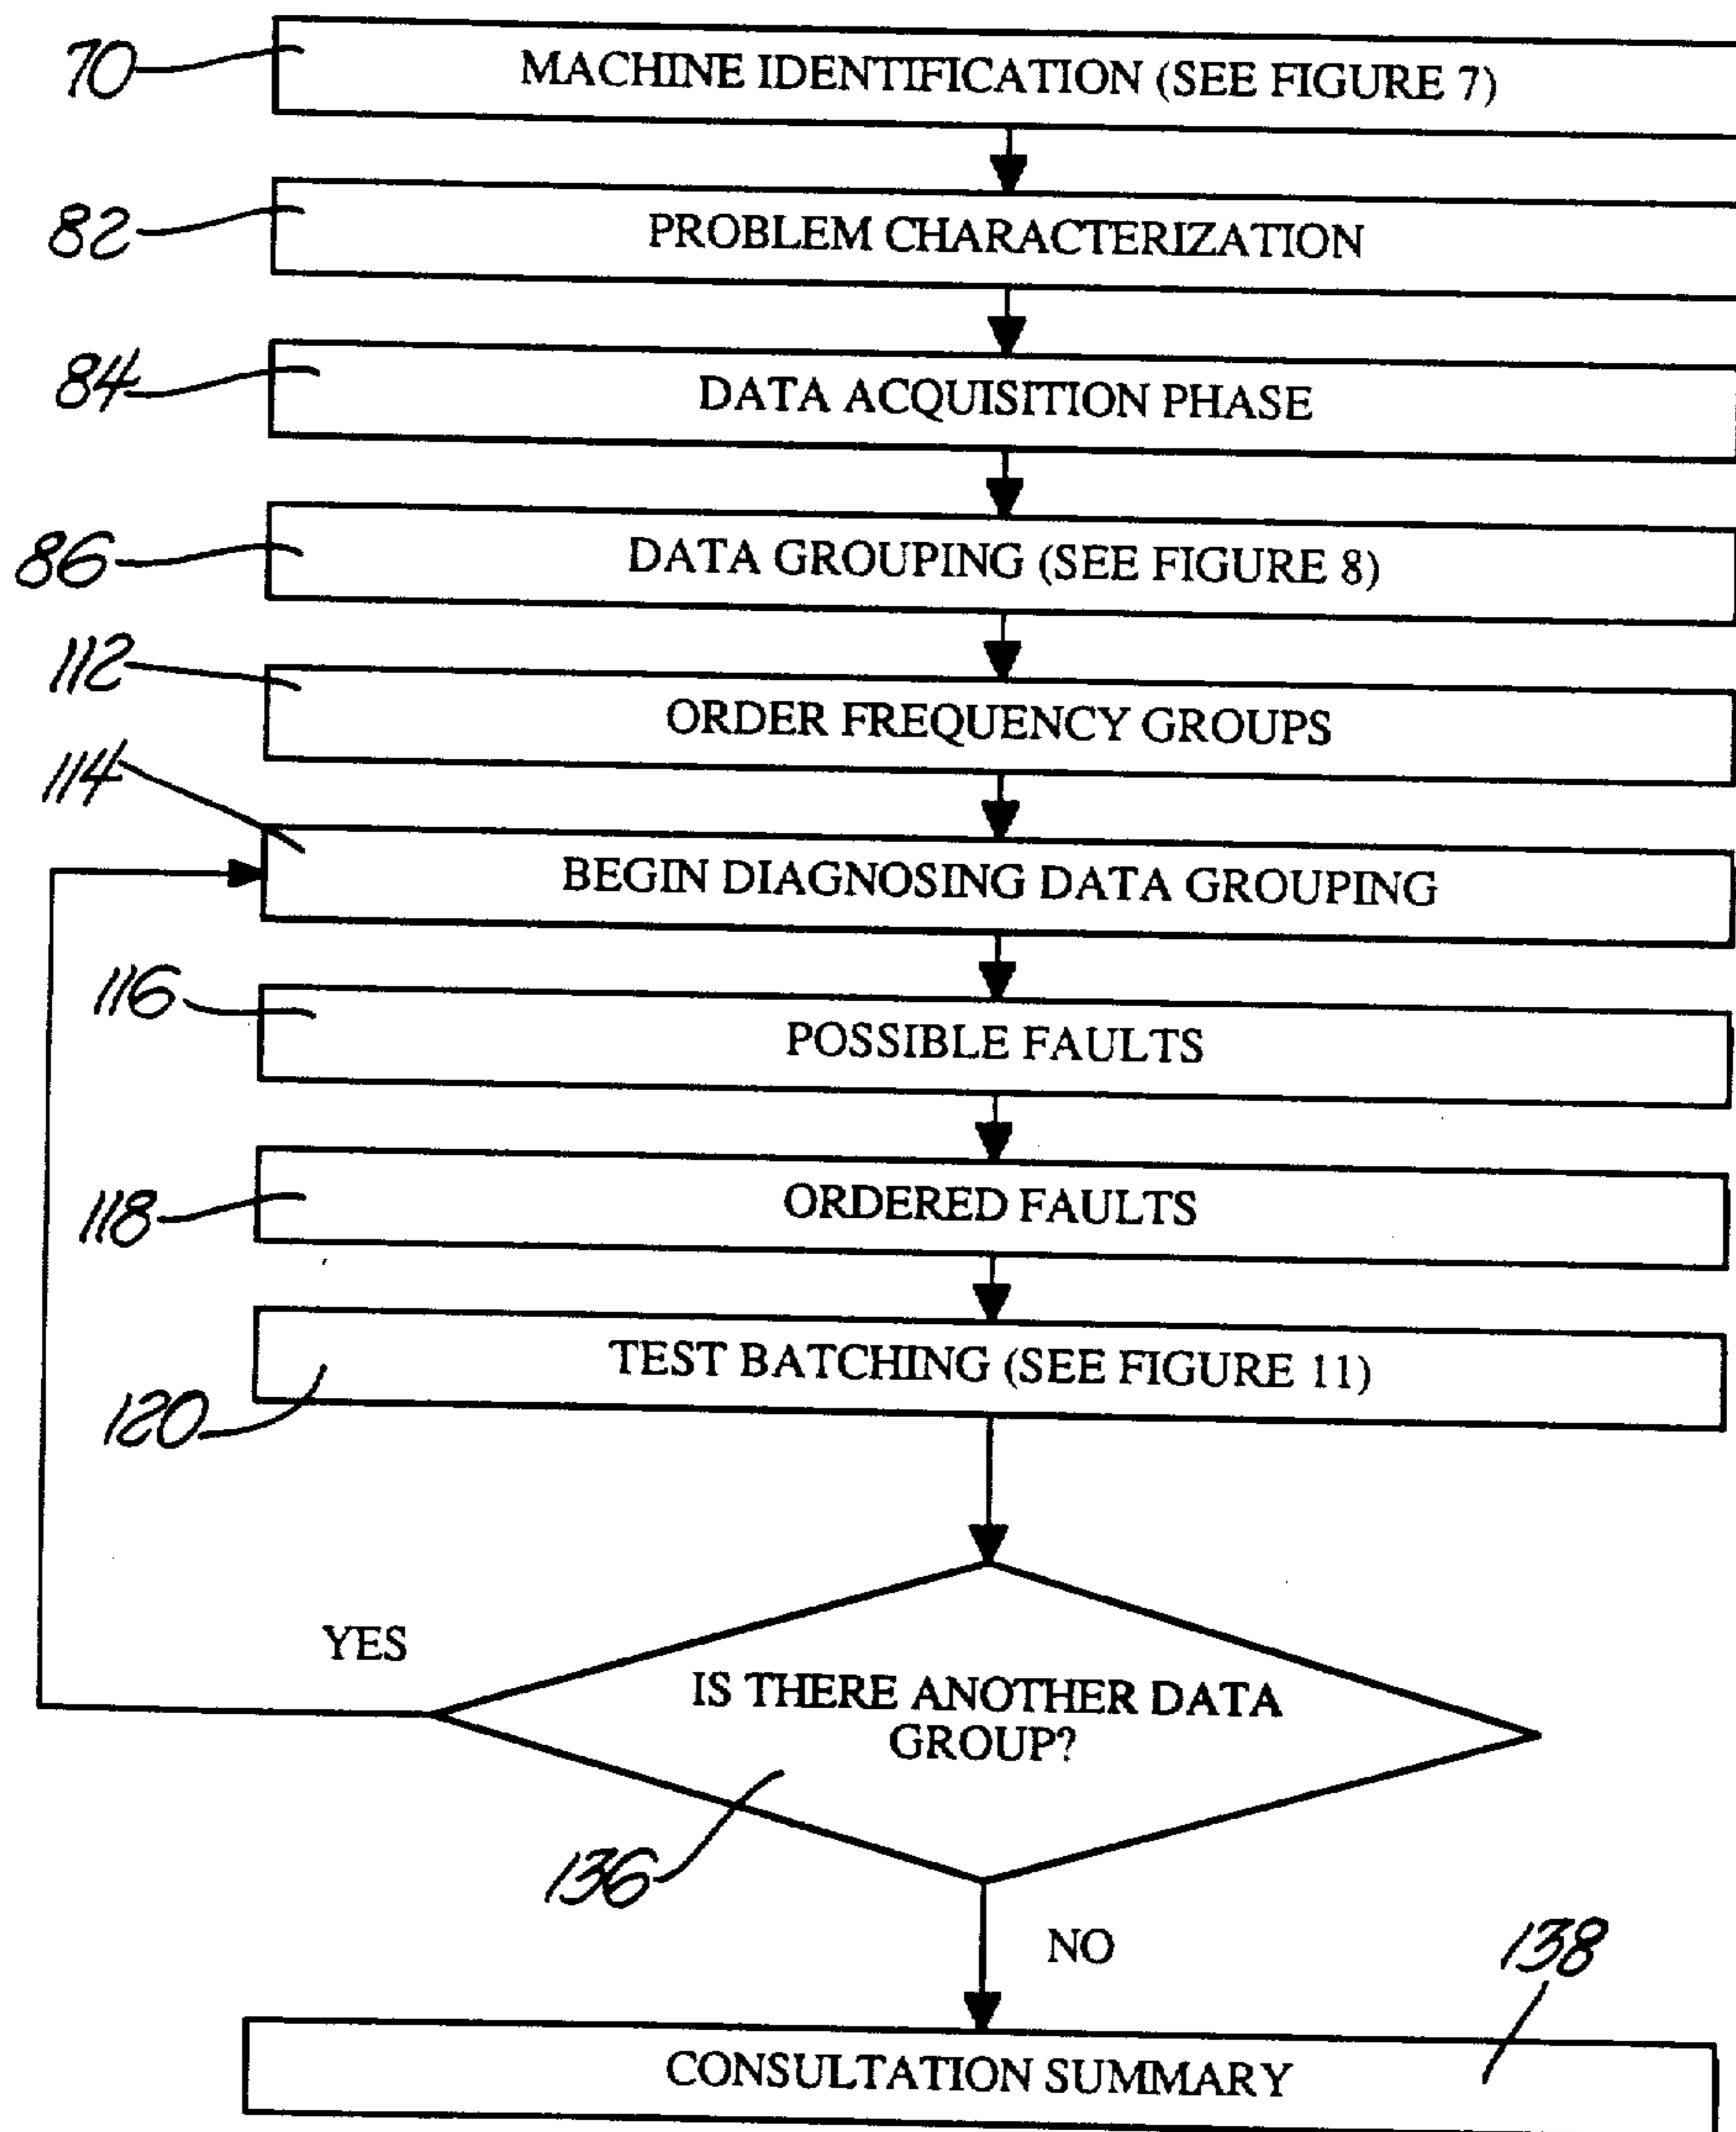 70
MACHINE IDENTIFICATION (SEE FIGURE 7)
82
PROBLEM CHARACTERIZATION
84
DATA ACQUISITION PHASE
86
DATA GROUPING (SEE FIGURE 8)
112
ORDER FREQUENCY GROUPS
114
BEGIN DIAGNOSING DATA GROUPING
116
POSSIBLE FAULTS
118
ORDERED FAULTS
120
TEST BATCHING (SEE FIGURE 11)
YES
IS THERE ANOTHER DATA
GROUP?
136
NO
138
CONSULTATION SUMMARY